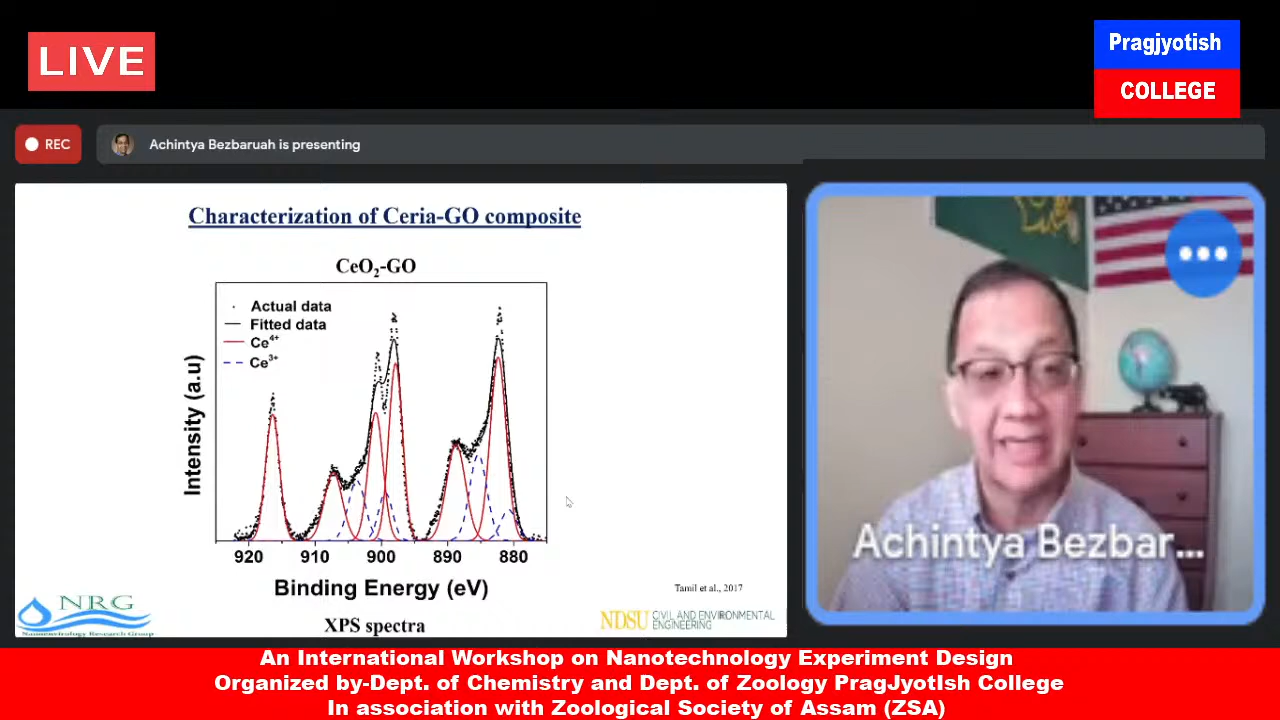 LIVE
Pragjyotish
COLLEGE
REC
Achintya Bezbaruah is presenting
Characterization of Ceria-GO composite
CeO2-GO
Actual data
Fitted data
Ce4+
Ce3+
Intensity (a.u)
920 910 900 890 880
Binding Energy (eV)
Tamil et al., 2017
XPS spectra
NRG
Nanoenvirology Research Group
NDSU CIVIL AND ENVIRONMENTAL
ENGINEERING
Achintya Bezbar...
An International Workshop on Nanotechnology Experiment Design
Organized by-Dept. of Chemistry and Dept. of Zoology PragJyotIsh College
In association with Zoological Society of Assam (ZSA)